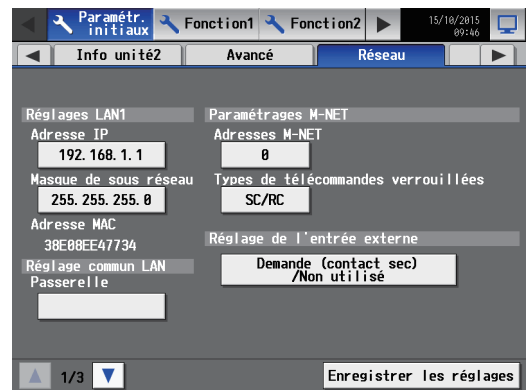 Paramétr. initiaux
Fonction1
Fonction2
15/10/2015
09:46
Info unité2
Avancé
Réseau
Réglages LAN1
Adresse IP
192.168.1.1
Masque de sous réseau
255.255.255.0
Adresse MAC
38E08EE47734
Réglage commun LAN
Passerelle
Paramétrages M-NET
Adresses M-NET
0
Types de télécommandes verrouillées
SC/RC
Réglage de l'entrée externe
Demande (contact sec)
/Non utilisé
1/3
Enregistrer les réglages